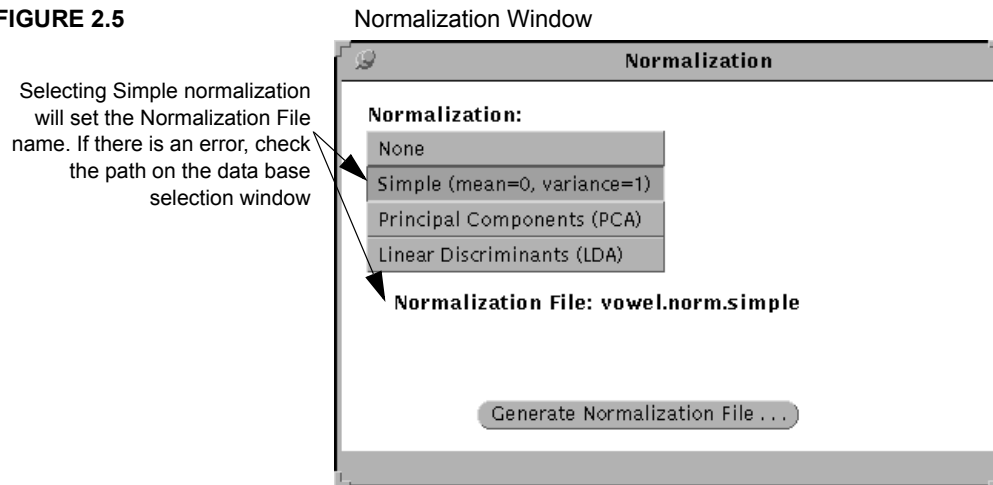 FIGURE 2.5
Normalization Window
Selecting Simple normalization
will set the Normalization File
name. If there is an error, check
the path on the data base
selection window
Normalization
Normalization:
None
Simple (mean=0, variance=1)
Principal Components (PCA)
Linear Discriminants (LDA)
Normalization File: vowel.norm.simple
Generate Normalization File . . .